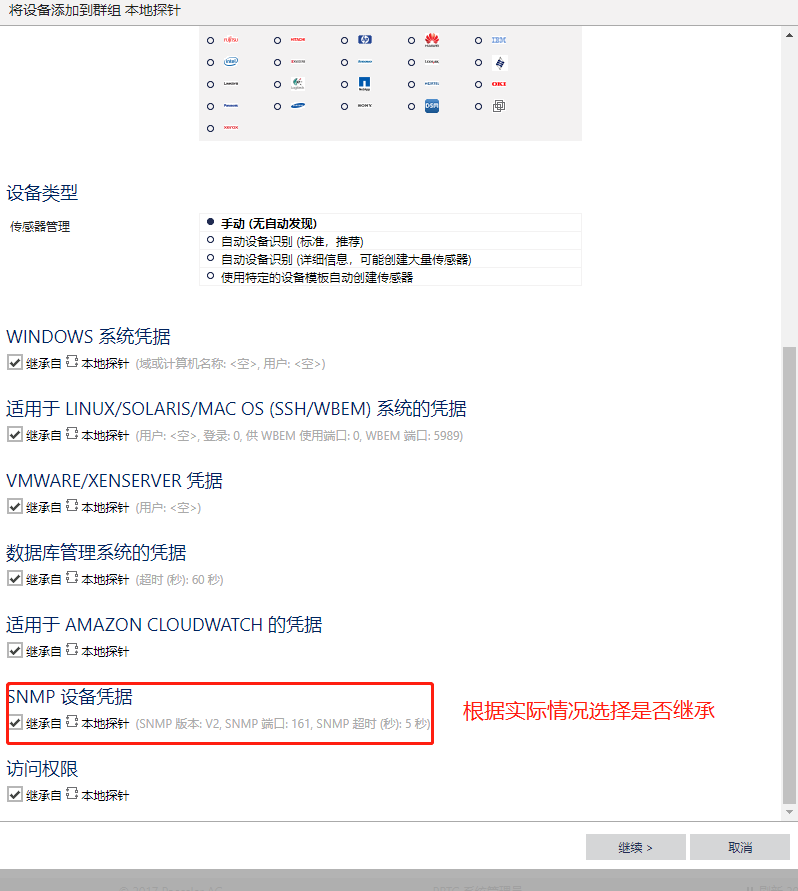 将设备添加到群组 本地探针
FUJITSU HITACHI hp HUAWEI IBM
intel LEXMARK
NetApp OKI
Panasonic SAMSUNG SONY DSM
XEROX
设备类型
传感器管理
手动 (无自动发现)
自动设备识别 (标准，推荐)
自动设备识别 (详细信息，可能创建大量传感器)
使用特定的设备模板自动创建传感器
WINDOWS 系统凭据
继承自 本地探针 (域或计算机名称: <空>, 用户: <空>)
适用于 LINUX/SOLARIS/MAC OS (SSH/WBEM) 系统的凭据
继承自 本地探针 (用户: <空>, 登录: 0, 供 WBEM 使用端口: 0, WBEM 端口: 5989)
VMWARE/XENSERVER 凭据
继承自 本地探针 (用户: <空>)
数据库管理系统的凭据
继承自 本地探针 (超时 (秒): 60 秒)
适用于 AMAZON CLOUDWATCH 的凭据
继承自 本地探针
SNMP 设备凭据
继承自 本地探针 (SNMP 版本: V2, SNMP 端口: 161, SNMP 超时 (秒): 5 秒)
根据实际情况选择是否继承
访问权限
继承自 本地探针
继续 >
取消